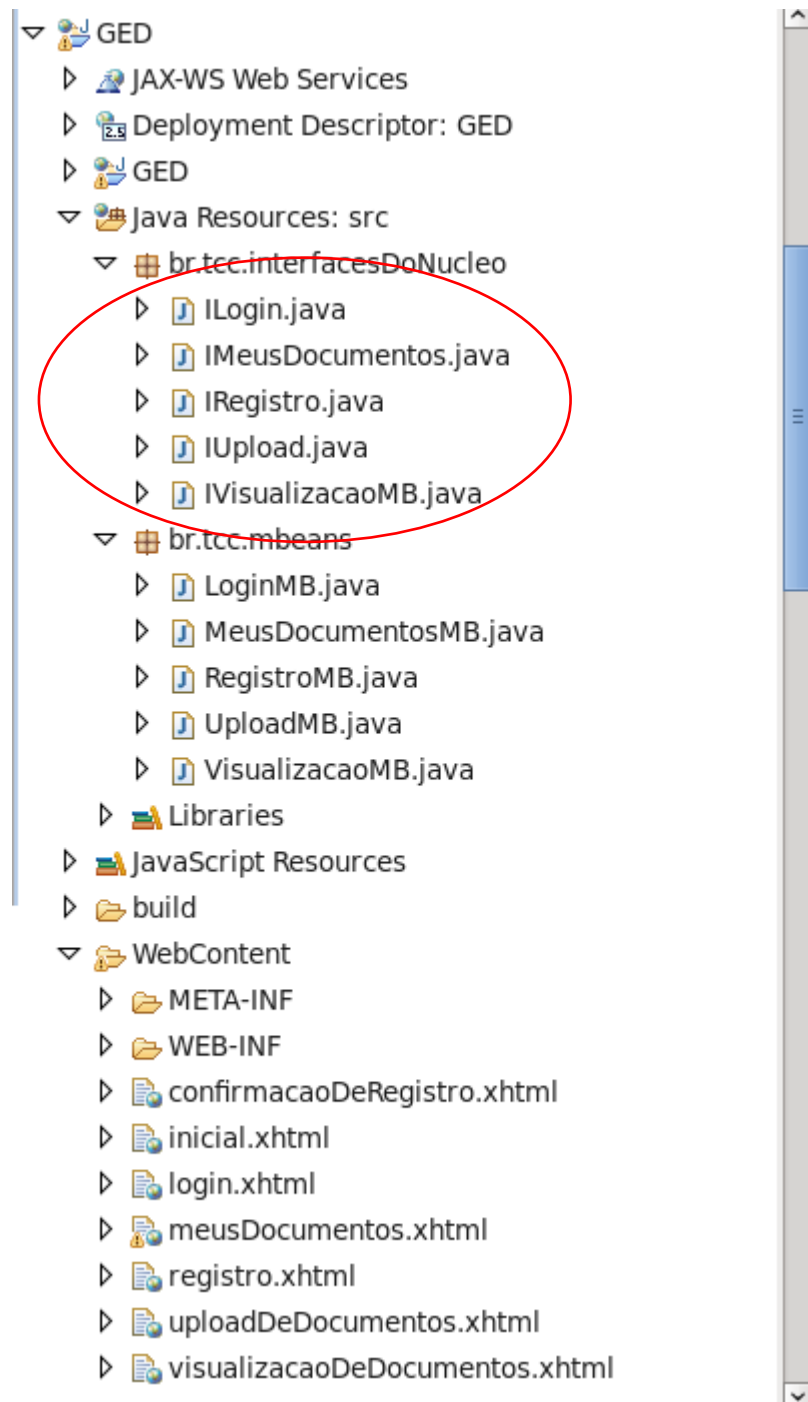 GED
JAX-WS Web Services
2.5 Deployment Descriptor: GED
GED
Java Resources: src
br.tcc.interfacesDoNucleo
J ILogin.java
J IMeusDocumentos.java
J IRegistro.java
J IUpload.java
J IVisualizacaoMB.java
br.tcc.mbeans
J LoginMB.java
J MeusDocumentosMB.java
J RegistroMB.java
J UploadMB.java
J VisualizacaoMB.java
Libraries
JavaScript Resources
build
WebContent
META-INF
WEB-INF
confirmacaoDeRegistro.xhtml
inicial.xhtml
login.xhtml
meusDocumentos.xhtml
registro.xhtml
uploadDeDocumentos.xhtml
visualizacaoDeDocumentos.xhtml